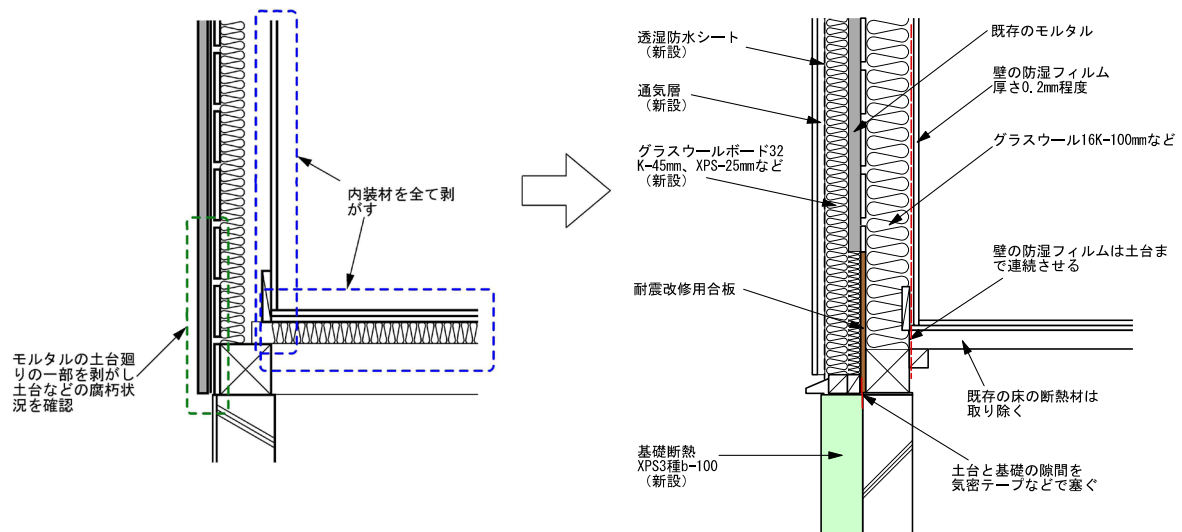 内装材を全て剥
がす
モルタルの土台廻
りの一部を剥がし
土台などの腐朽状
況を確認
透湿防水シート
（新設）
通気層
（新設）
グラスウールボード32
K-45mm、XPS-25mmなど
（新設）
耐震改修用合板
基礎断熱
XPS3種b-100
（新設）
既存のモルタル
壁の防湿フィルム
厚さ0.2mm程度
グラスウール16K-100mmなど
壁の防湿フィルムは土台ま
で連続させる
既存の床の断熱材は
取り除く
土台と基礎の隙間を
気密テープなどで塞ぐ